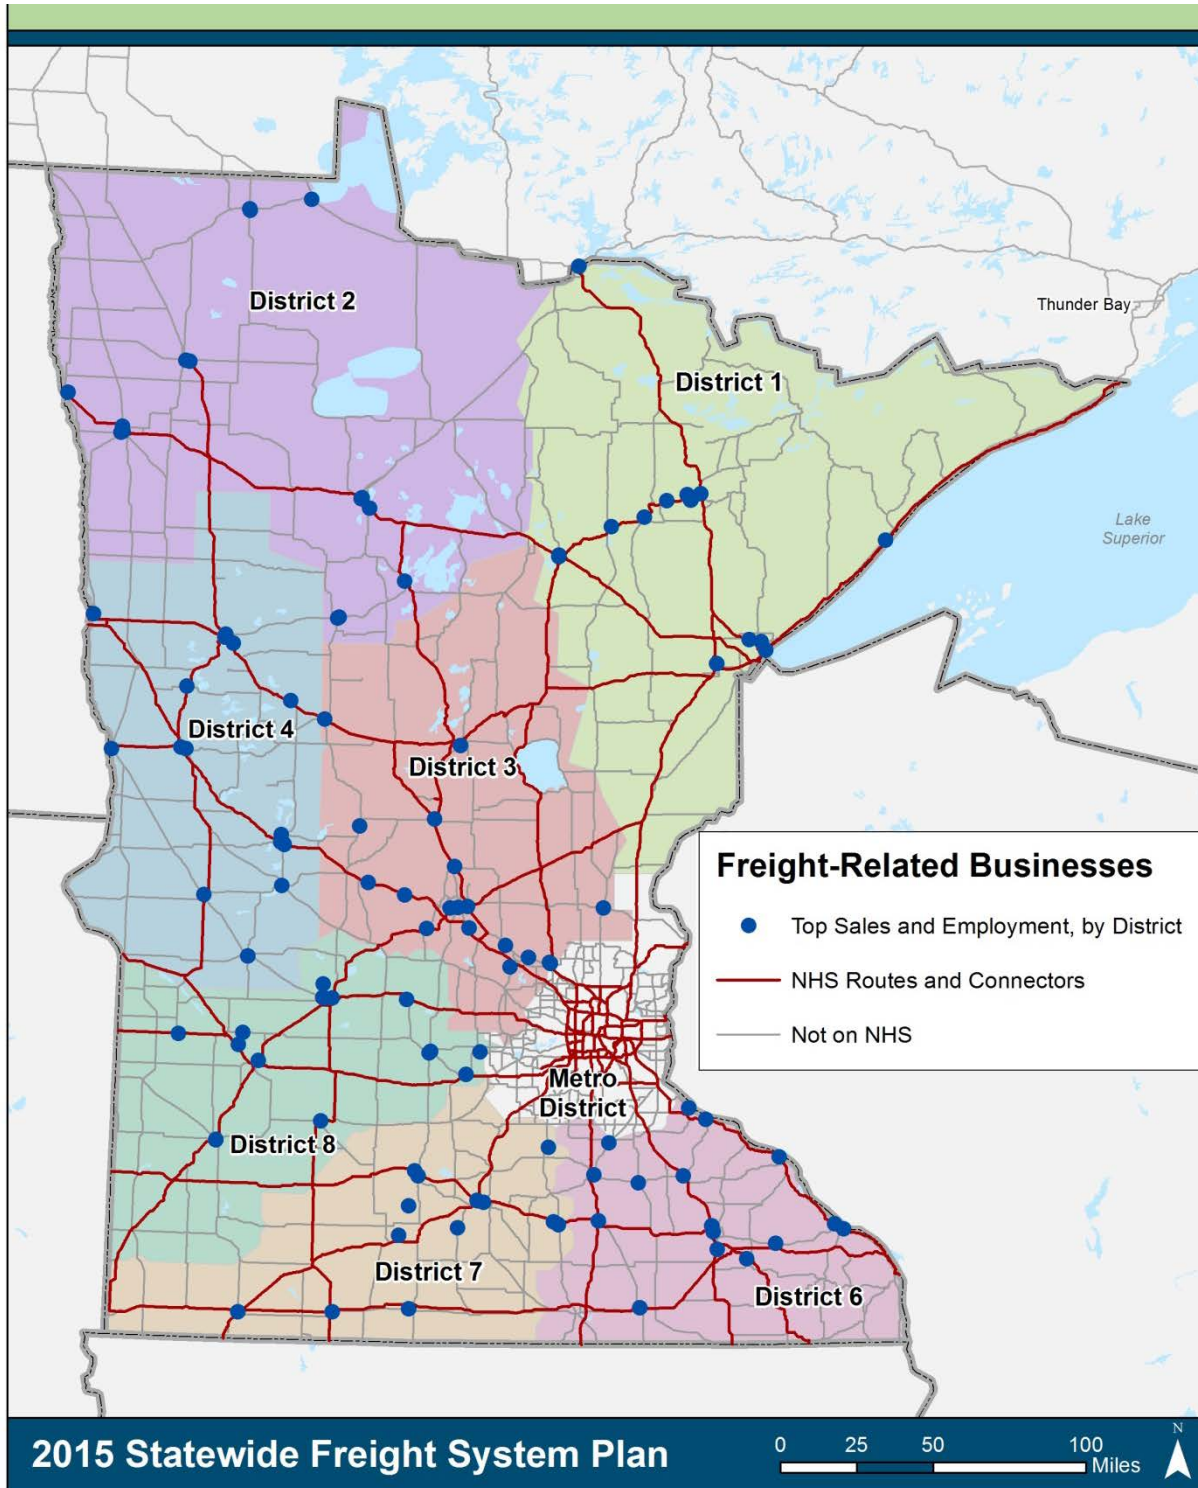 District 2
Thunder Bay
District 1
Lake
Superior
District 4
District 3
Freight-Related Businesses
Top Sales and Employment, by District
NHS Routes and Connectors
Not on NHS
Metro
District
District 8
District 7
District 6
2015 Statewide Freight System Plan
0 25 50 100
Miles
N